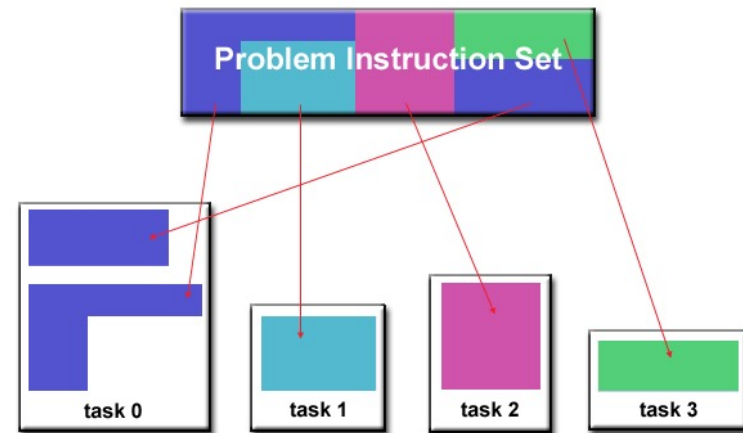 Problem Instruction Set
task 0
task 1
task 2
task 3